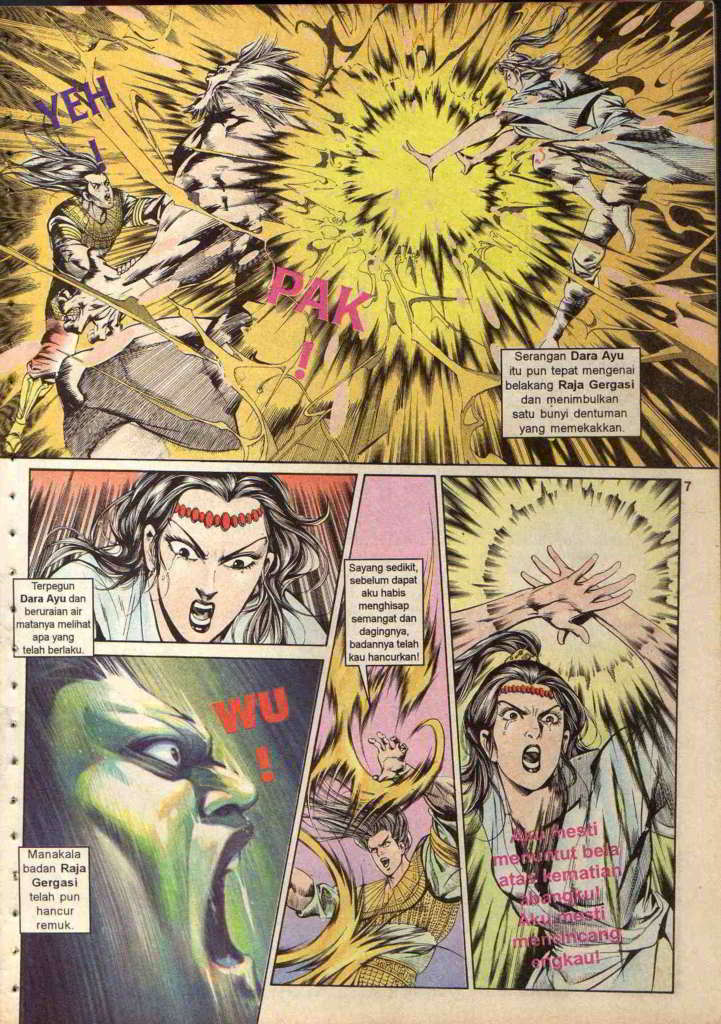 YEH
!
PAK
!
Serangan Dara Ayu
itu pun tepat mengenai
belakang Raja Gergasi
dan menimbulkan
satu bunyi dentuman
yang memekakkan.
7
Terpegun
Dara Ayu dan
beruraian air
matanya melihat
apa yang
telah berlaku.
Sayang sedikit,
sebelum dapat
aku habis
menghisap
semangat dan
dagingnya,
badannya telah
kau hancurkan!
WU
!
Manakala
badan Raja
Gergasi
telah pun
hancur
remuk.
Aku mesti
menuntut bela
atas kematian
abangku!
Aku mesti
memancang
engkau!